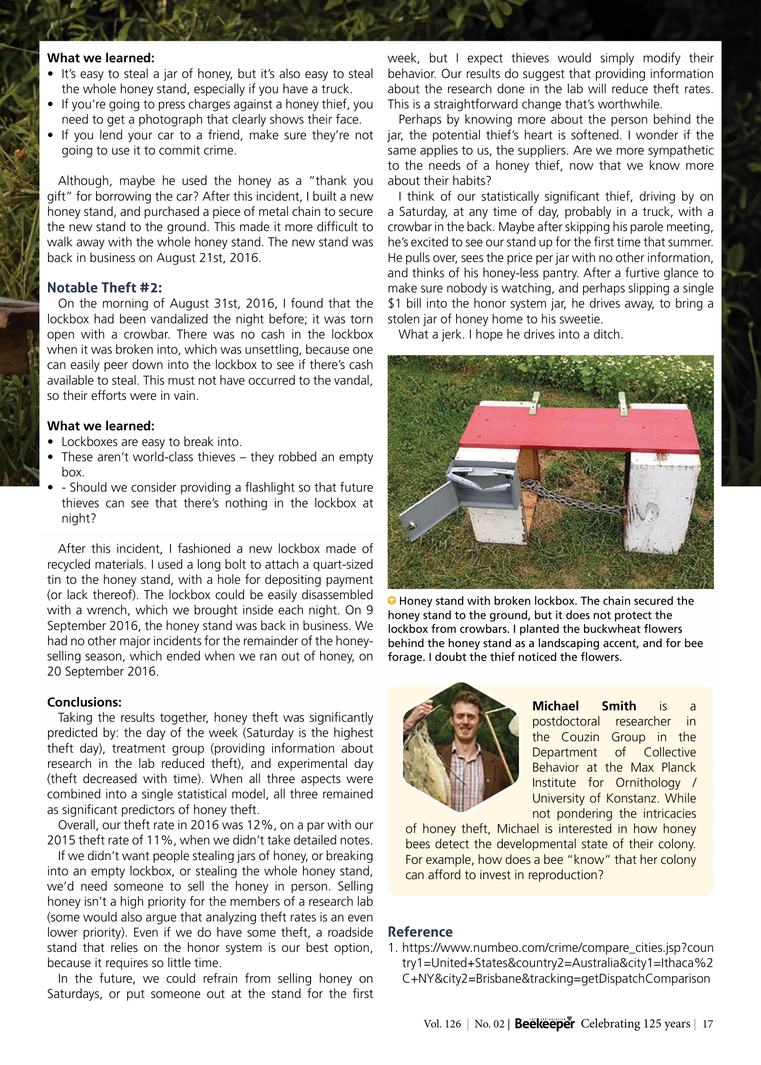 What we learned:
• It's easy to steal a jar of honey, but it's also easy to steal
the whole honey stand, especially if you have a truck.
• If you're going to press charges against a honey thief, you
need to get a photograph that clearly shows their face.
• If you lend your car to a friend, make sure they're not
going to use it to commit crime.
Although, maybe he used the honey as a “thank you
gift” for borrowing the car? After this incident, I built a new
honey stand, and purchased a piece of metal chain to secure
the new stand to the ground. This made it more difficult to
walk away with the whole honey stand. The new stand was
back in business on August 21st, 2016.
Notable Theft #2:
On the morning of August 31st, 2016, I found that the
lockbox had been vandalized the night before; it was torn
open with a crowbar. There was no cash in the lockbox
when it was broken into, which was unsettling, because one
can easily peer down into the lockbox to see if there's cash
available to steal. This must not have occurred to the vandal,
so their efforts were in vain.
What we learned:
• Lockboxes are easy to break into.
• These aren't world-class thieves – they robbed an empty
box.
• - Should we consider providing a flashlight so that future
thieves can see that there's nothing in the lockbox at
night?
After this incident, I fashioned a new lockbox made of
recycled materials. I used a long bolt to attach a quart-sized
tin to the honey stand, with a hole for depositing payment
(or lack thereof). The lockbox could be easily disassembled
with a wrench, which we brought inside each night. On 9
September 2016, the honey stand was back in business. We
had no other major incidents for the remainder of the honey-
selling season, which ended when we ran out of honey, on
20 September 2016.
Conclusions:
Taking the results together, honey theft was significantly
predicted by: the day of the week (Saturday is the highest
theft day), treatment group (providing information about
research in the lab reduced theft), and experimental day
(theft decreased with time). When all three aspects were
combined into a single statistical model, all three remained
as significant predictors of honey theft.
Overall, our theft rate in 2016 was 12%, on a par with our
2015 theft rate of 11%, when we didn't take detailed notes.
If we didn't want people stealing jars of honey, or breaking
into an empty lockbox, or stealing the whole honey stand,
we'd need someone to sell the honey in person. Selling
honey isn't a high priority for the members of a research lab
(some would also argue that analyzing theft rates is an even
lower priority). Even if we do have some theft, a roadside
stand that relies on the honor system is our best option,
because it requires so little time.
In the future, we could refrain from selling honey on
Saturdays, or put someone out at the stand for the first
week, but I expect thieves would simply modify their
behavior. Our results do suggest that providing information
about the research done in the lab will reduce theft rates.
This is a straightforward change that's worthwhile.
Perhaps by knowing more about the person behind the
jar, the potential thief's heart is softened. I wonder if the
same applies to us, the suppliers. Are we more sympathetic
to the needs of a honey thief, now that we know more
about their habits?
I think of our statistically significant thief, driving by on
a Saturday, at any time of day, probably in a truck, with a
crowbar in the back. Maybe after skipping his parole meeting,
he's excited to see our stand up for the first time that summer.
He pulls over, sees the price per jar with no other information,
and thinks of his honey-less pantry. After a furtive glance to
make sure nobody is watching, and perhaps slipping a single
$1 bill into the honor system jar, he drives away, to bring a
stolen jar of honey home to his sweetie.
What a jerk. I hope he drives into a ditch.
Honey stand with broken lockbox. The chain secured the
honey stand to the ground, but it does not protect the
lockbox from crowbars. I planted the buckwheat flowers
behind the honey stand as a landscaping accent, and for bee
forage. I doubt the thief noticed the flowers.
Michael Smith is a
postdoctoral researcher in
the Couzin Group in the
Department of Collective
Behavior at the Max Planck
Institute for Ornithology /
University of Konstanz. While
not pondering the intricacies
of honey theft, Michael is interested in how honey
bees detect the developmental state of their colony.
For example, how does a bee “know” that her colony
can afford to invest in reproduction?
Reference
1. https://www.numbeo.com/crime/compare_cities.jsp?coun
try1=United+States&country2=Australia&city1=Ithaca%2
C+NY&city2=Brisbane&tracking=getDispatchComparison
Vol. 126 | No. 02 | Beekeeper Celebrating 125 years | 17